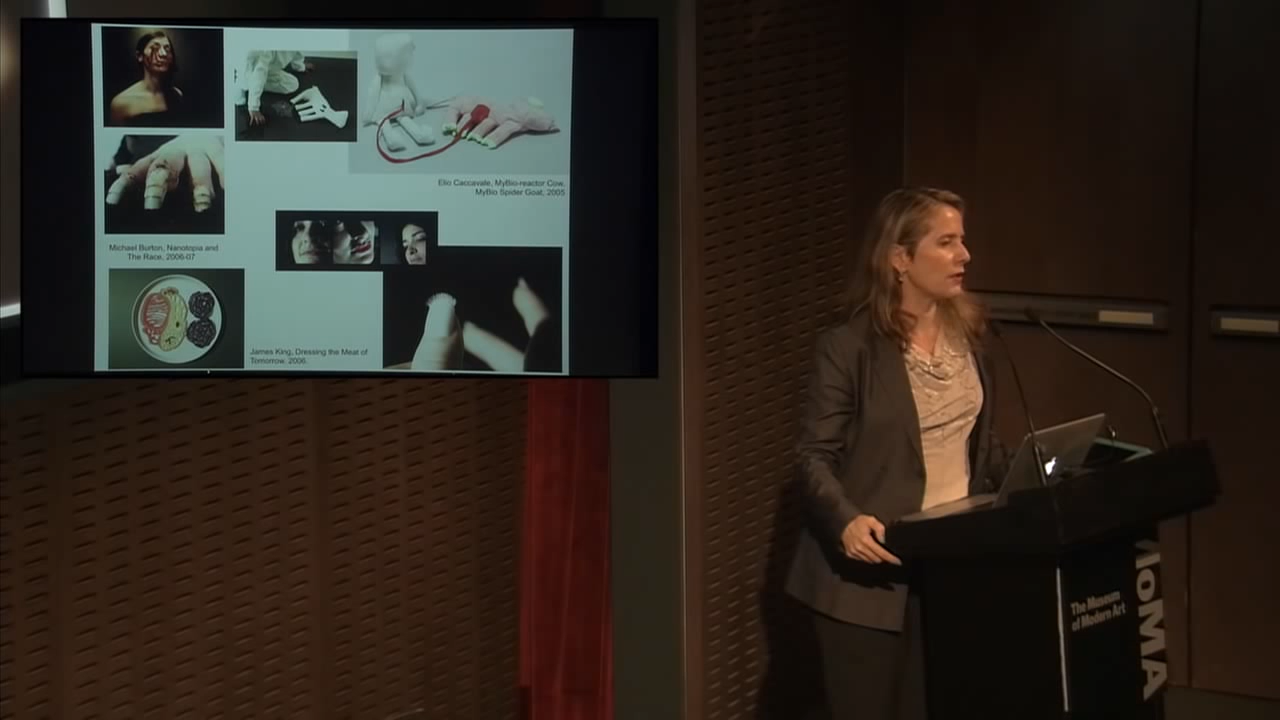 Elio Caccavale, MyBio-reactor Cow,
MyBio Spider Goat, 2005
Michael Burton, Nanotopia and
The Race, 2006-07
James King, Dressing the Meat of
Tomorrow, 2006.
The Museum
of Modern Art
MoMA